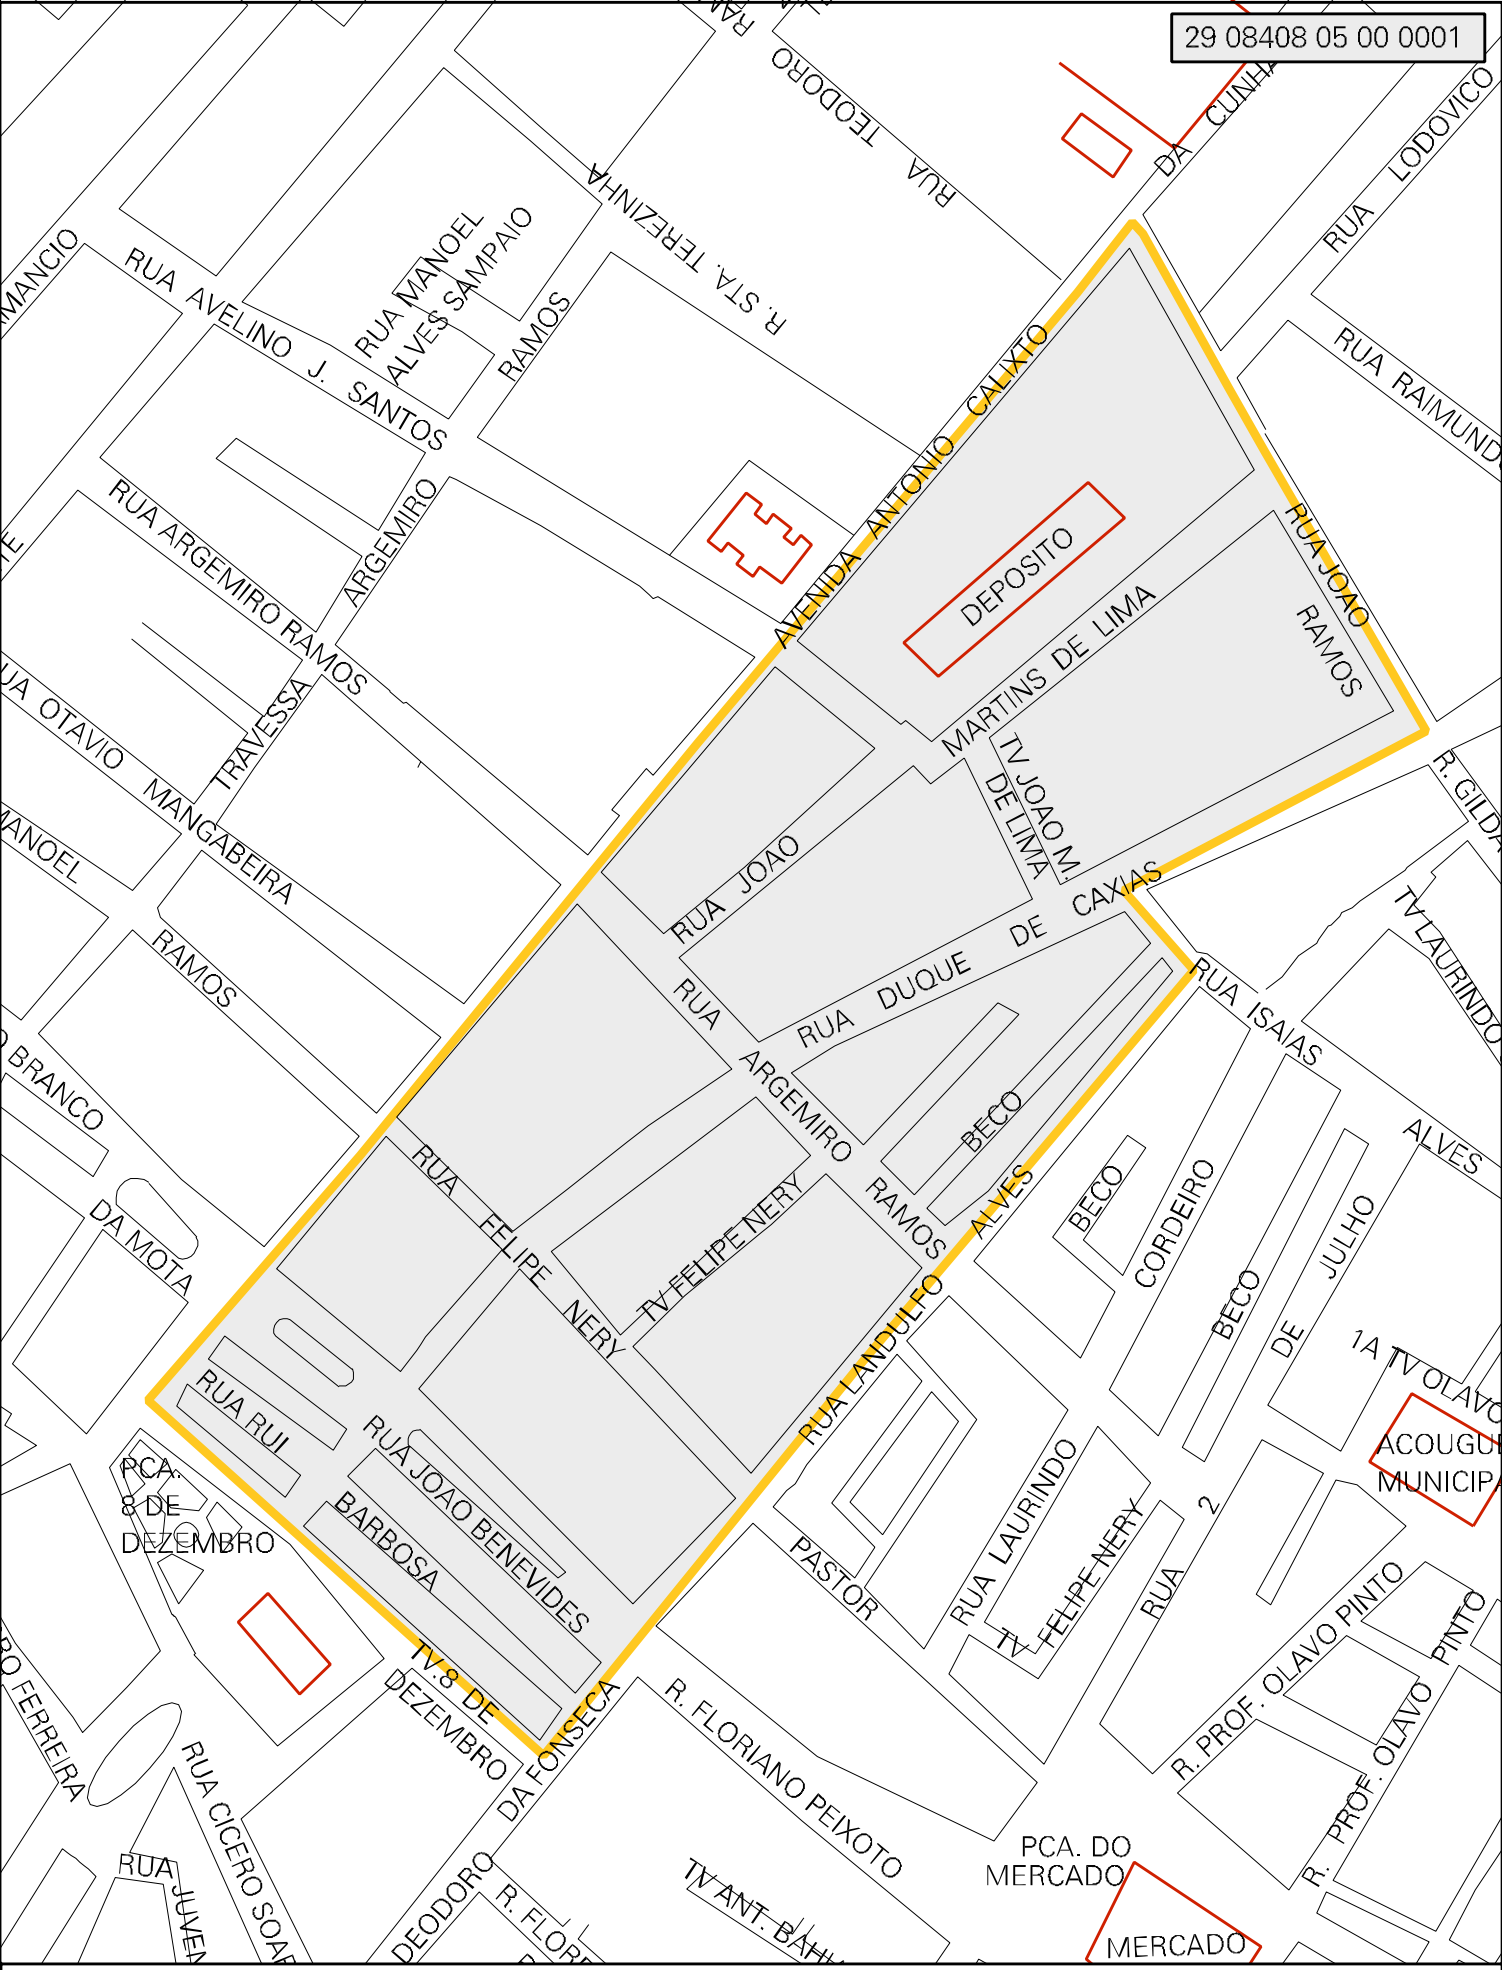 29 08408 05 00 0001
DA CUNHA
RUA LODOVICO
RUA TEODORO
R. STA. TEREZINHA
RUA MANOEL
ALVES SAMPAIO
RUA AVELINO J. SANTOS
RAMOS
RUA RAIMUND
AVENIDA ANTONIO CALIXTO
RUA JOAO
RAMOS
DEPOSITO
MARTINS DE LIMA
RUA ARGEMIRO RAMOS
TRAVESSA ARGEMIRO
UA OTAVIO MANGABEIRA
TV JOAO M.
DE LIMA
R. GILDA
RUA JOAO
RUA DUQUE DE CAXIAS
TV LAURINDO
RAMOS
RUA ARGEMIRO RAMOS
RUA ISAIAS ALVES
BRANCO
BECO
RUA FELIPE NERY
TV FELIPE NERY
DA MOTA
RUA LANDULFO ALVES
BECO
CORDEIRO
BECO
DE JULHO
1A TV OLAVO
ACOUGUE
MUNICIPA
RUA RUI
BARBOSA
RUA JOAO BENEVIDES
PCA.
8 DE
DEZEMBRO
PASTOR
RUA LAURINDO
TV FELIPE NERY
RUA 2
R. PROF. OLAVO PINTO
R. PROF. OLAVO PINTO
TV.8 DE
DEZEMBRO
DEODORO DA FONSECA
R. FLORIANO PEIXOTO
FERREIRA
RUA CICERO SOAR
RUA JUVEN
TV ANT. BAHI
PCA. DO
MERCADO
MERCADO